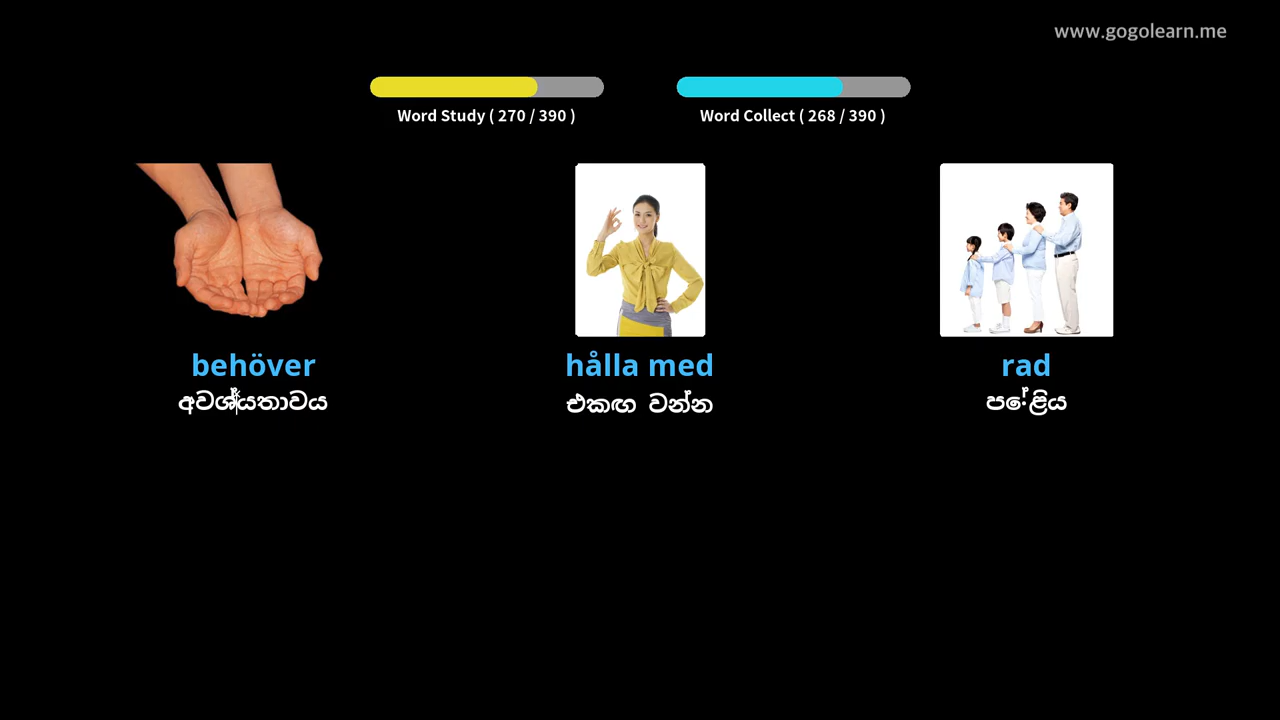 www.gogolearn.me
Word Study ( 270 / 390 )
Word Collect ( 268 / 390 )
behöver
අවශ්‍යතාවය
hålla med
එකඟ වන්න
rad
පේළිය